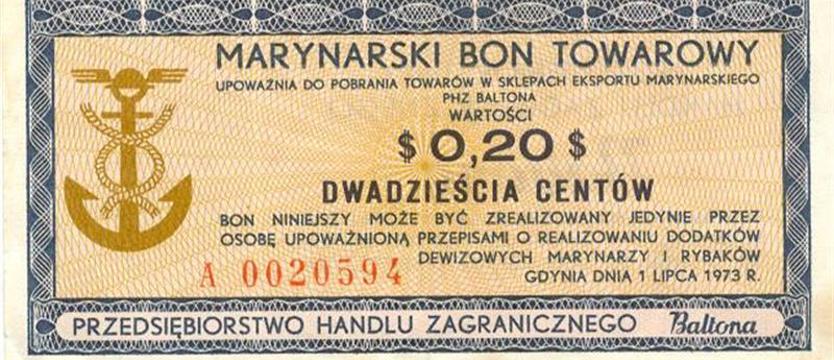 MARYNARSKI BON TOWAROWY
UPOWAŻNIA DO POBRANIA TOWARÓW W SKLEPACH EKSPORTU MARYNARSKIEGO
PHZ BALTONA
WARTOŚCI
$ 0,20 $
DWADZIEŚCIA CENTÓW
BON NINIEJSZY MOŻE BYĆ ZREALIZOWANY JEDYNIE PRZEZ
OSOBĘ UPOWAŻNIONĄ PRZEPISAMI O REALIZOWANIU DODATKÓW
DEWIZOWYCH MARYNARZY I RYBAKÓW
A 0020594
GDYNIA DNIA 1 LIPCA 1973 R.
PRZEDSIĘBIORSTWO HANDLU ZAGRANICZNEGO Baltona